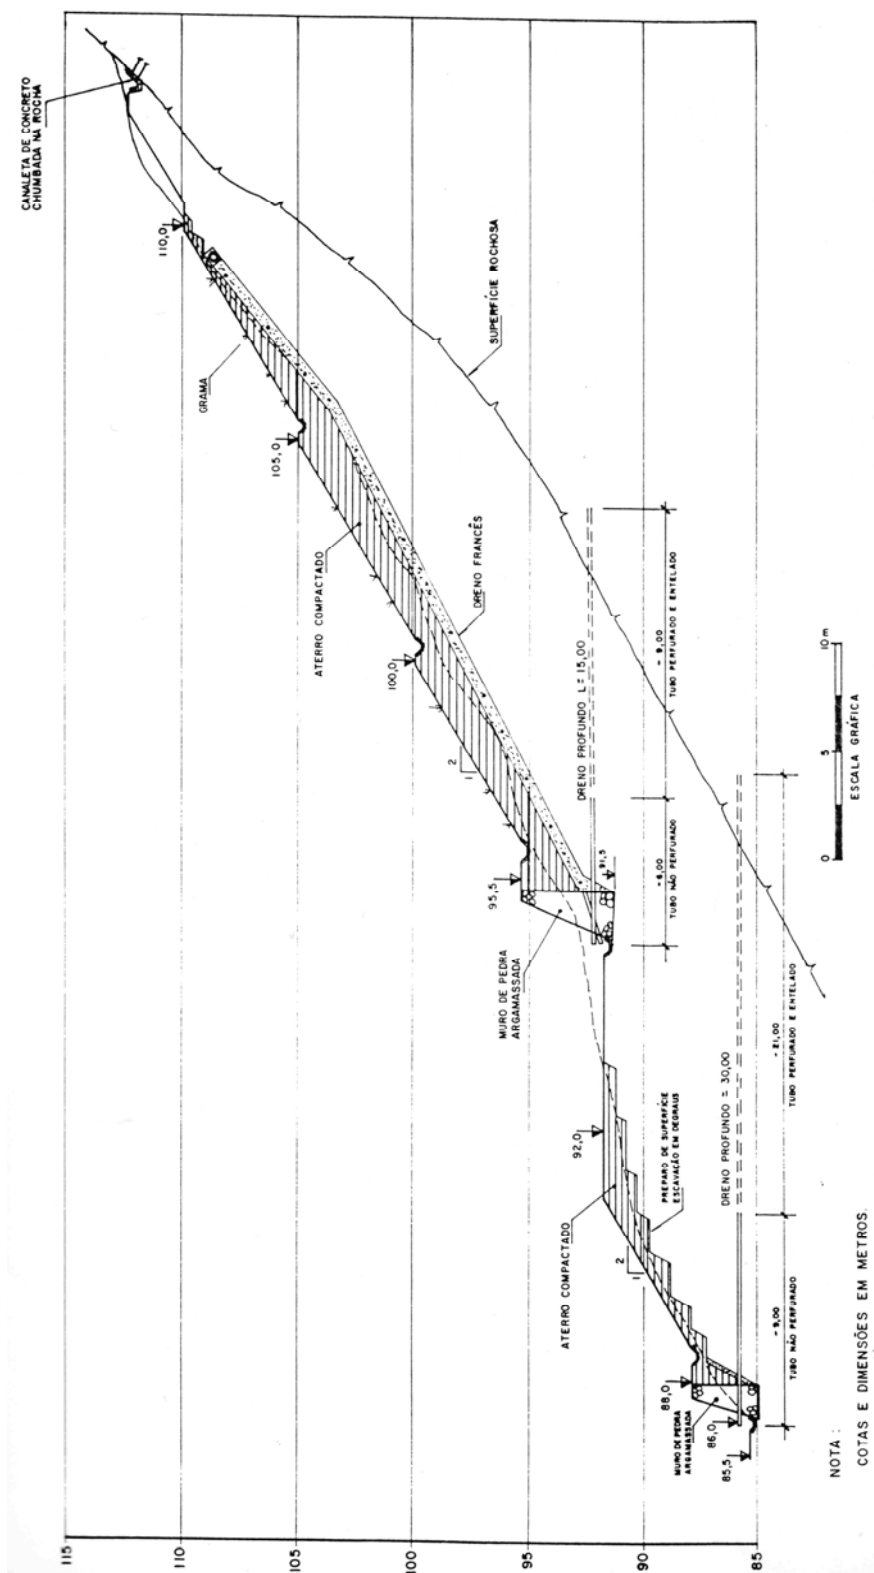 CANALETA DE CONCRETO
CHUMBADA NA ROCHA
110,0
GRAMA
105,0
SUPERFÍCIE ROCHOSA
ATERRO COMPACTADO
DRENO FRANCÊS
100,0
2
1
95,5
91,5
MURO DE PEDRA
ARGAMASSADA
DRENO PROFUNDO L= 15,00
~ 9,00
TUBO PERFURADO E ENTELADO
~ 6,00
TUBO NÃO PERFURADO
92,0
ATERRO COMPACTADO
PREPARO DE SUPERFÍCIE
ESCAVAÇÃO EM DEGRAUS
2
1
DRENO PROFUNDO = 30,00
~ 21,00
TUBO PERFURADO E ENTELADO
~ 9,00
TUBO NÃO PERFURADO
88,0
MURO DE PEDRA
ARGAMASSADA
86,0
85,5
115
110
105
100
95
90
85
0
5
10 m
ESCALA GRÁFICA
NOTA :
COTAS E DIMENSÕES EM METROS.